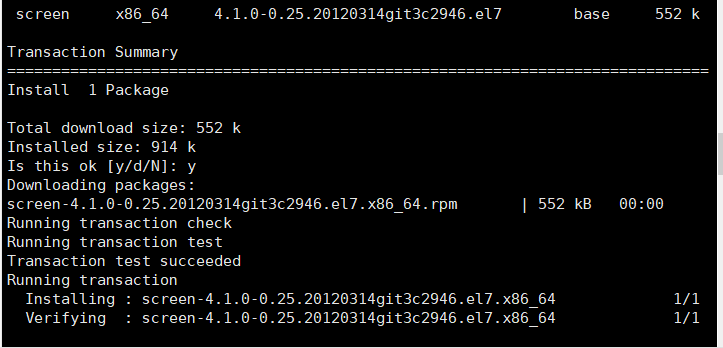 screen x86_64 4.1.0-0.25.20120314git3c2946.el7 base 552 k
Transaction Summary
==============================================================================
Install 1 Package
Total download size: 552 k
Installed size: 914 k
Is this ok [y/d/N]: y
Downloading packages:
screen-4.1.0-0.25.20120314git3c2946.el7.x86_64.rpm | 552 kB 00:00
Running transaction check
Running transaction test
Transaction test succeeded
Running transaction
Installing : screen-4.1.0-0.25.20120314git3c2946.el7.x86_64 1/1
Verifying : screen-4.1.0-0.25.20120314git3c2946.el7.x86_64 1/1